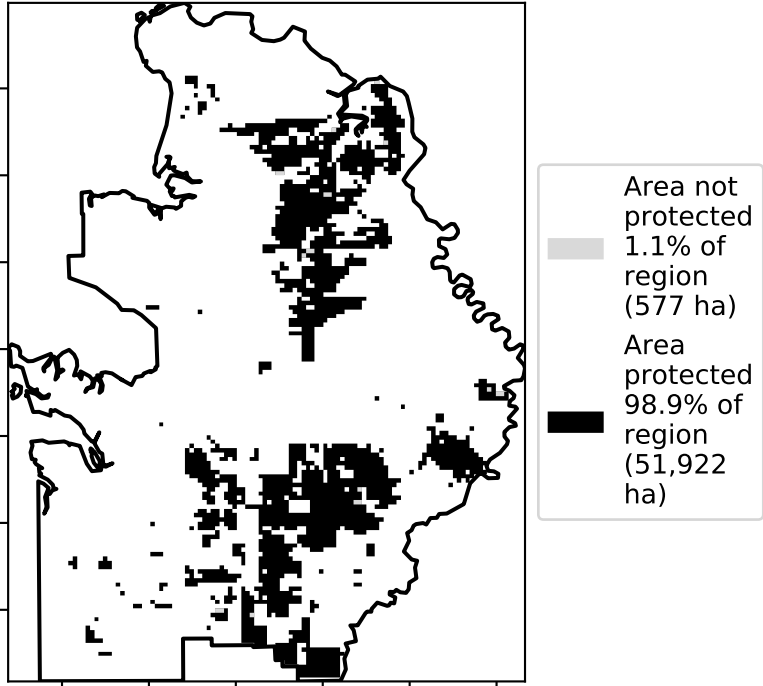 Area not
protected
1.1% of
region
(577 ha)
Area
protected
98.9% of
region
(51,922
ha)